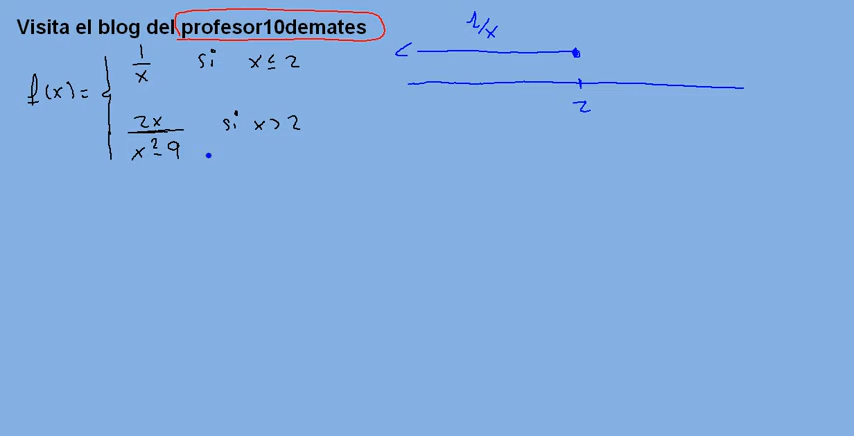 Visita el blog del profesor10demates
f(x) = { 1/x si x ≤ 2
2x/(x² - 9) si x > 2
1/x
2